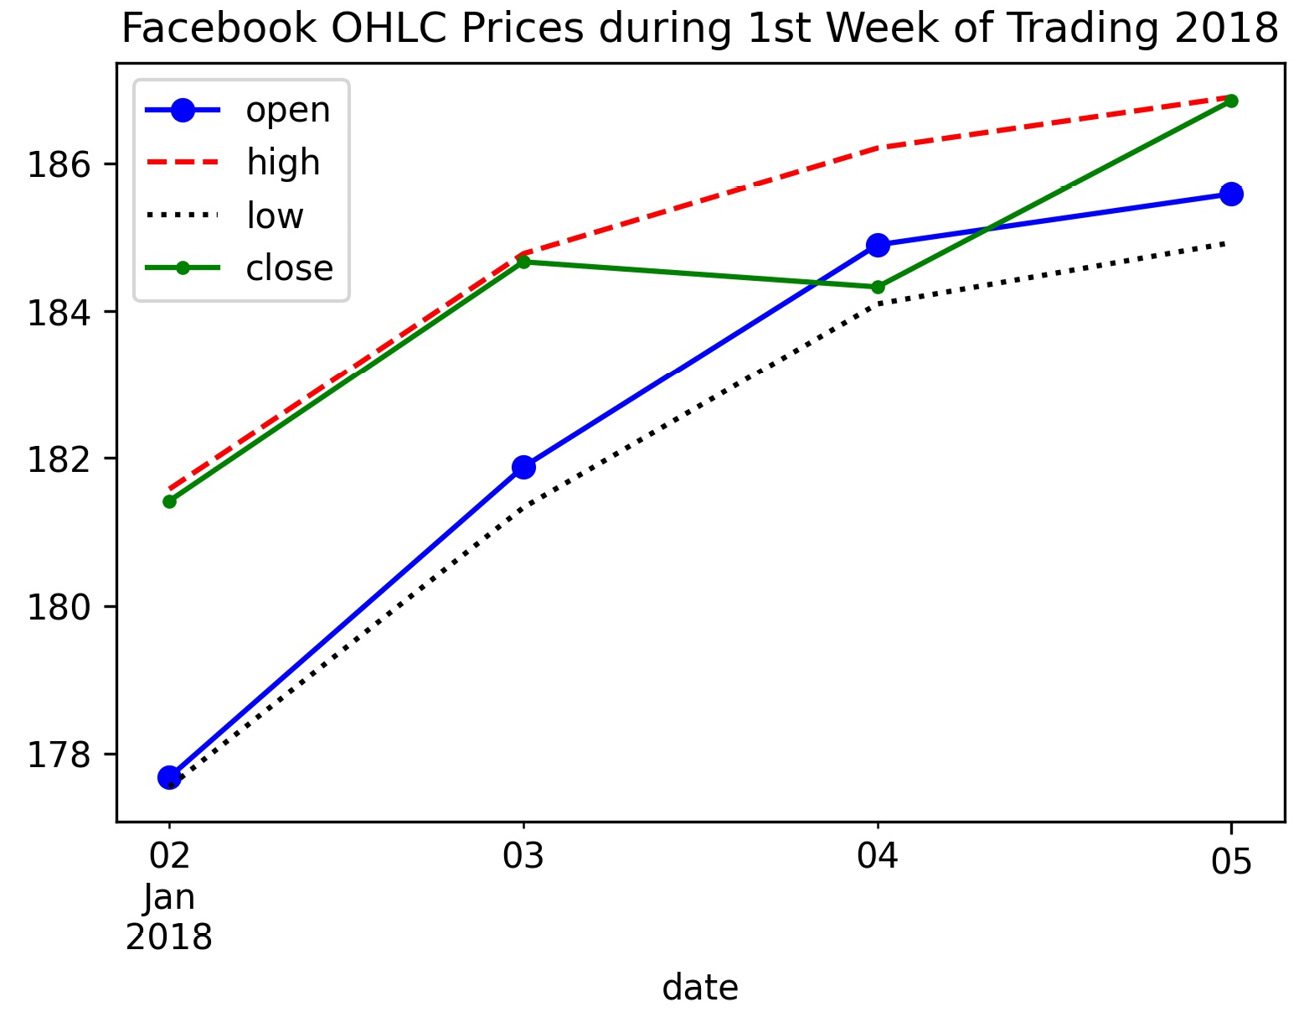 Facebook OHLC Prices during 1st Week of Trading 2018
open
high
low
close
186
184
182
180
178
02
Jan
2018
03
04
05
date